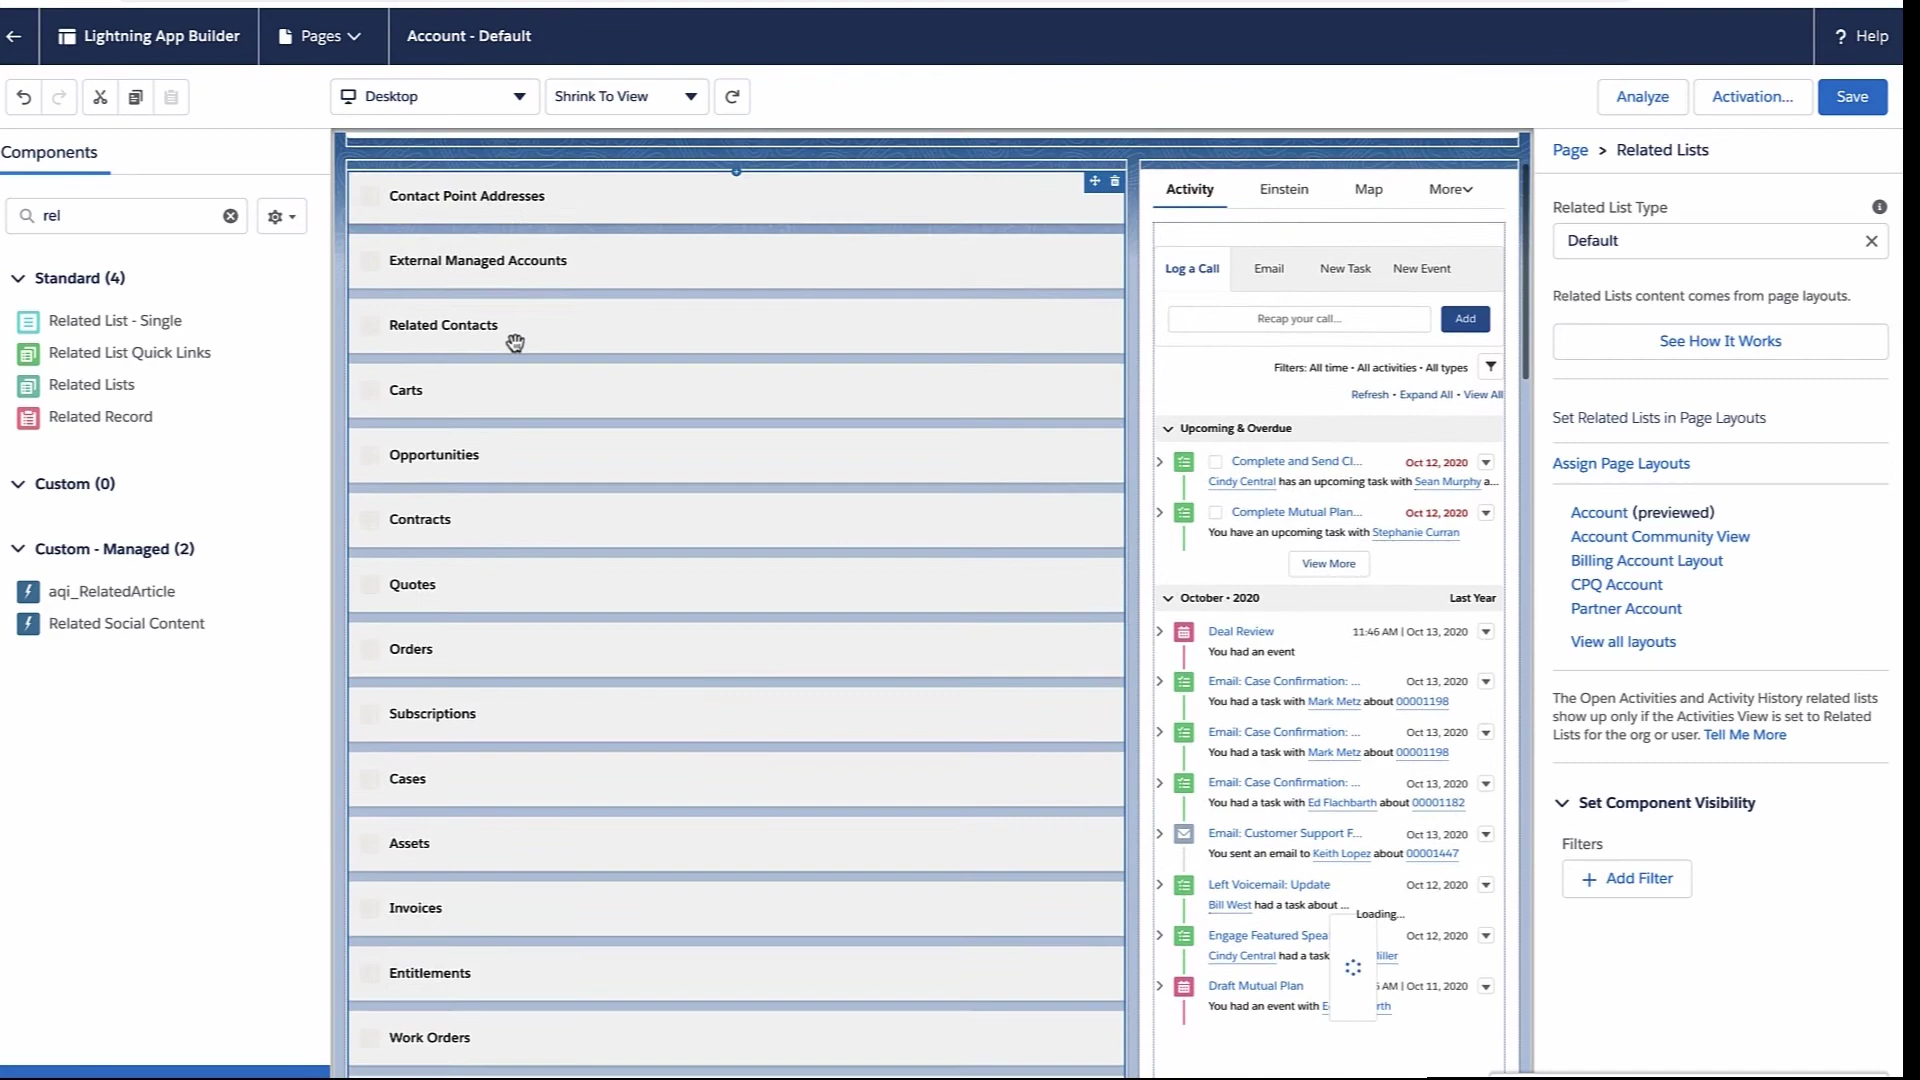 Lightning App Builder
Pages
Account - Default
? Help
Desktop
Shrink To View
Analyze
Activation...
Save
Components
rel
Standard (4)
Related List - Single
Related List Quick Links
Related Lists
Related Record
Custom (0)
Custom - Managed (2)
aqi_RelatedArticle
Related Social Content
Contact Point Addresses
External Managed Accounts
Related Contacts
Carts
Opportunities
Contracts
Quotes
Orders
Subscriptions
Cases
Assets
Invoices
Entitlements
Work Orders
Activity
Einstein
Map
More
Log a Call
Email
New Task
New Event
Recap your call...
Add
Filters: All time • All activities • All types
Refresh • Expand All • View All
Upcoming & Overdue
Complete and Send Cl... Oct 12, 2020
Cindy Central has an upcoming task with Sean Murphy a...
Complete Mutual Plan... Oct 12, 2020
You have an upcoming task with Stephanie Curran
View More
October • 2020 Last Year
Deal Review 11:46 AM | Oct 13, 2020
You had an event
Email: Case Confirmation: ... Oct 13, 2020
You had a task with Mark Metz about 00001198
Email: Case Confirmation: ... Oct 13, 2020
You had a task with Mark Metz about 00001198
Email: Case Confirmation: ... Oct 13, 2020
You had a task with Ed Flachbarth about 00001182
Email: Customer Support F... Oct 13, 2020
You sent an email to Keith Lopez about 00001447
Left Voicemail: Update Oct 12, 2020
Bill West had a task about ...
Loading...
Engage Featured Spea Oct 12, 2020
Cindy Central had a task iller
Draft Mutual Plan AM | Oct 11, 2020
You had an event with E rth
Page > Related Lists
Related List Type
Default
Related Lists content comes from page layouts.
See How It Works
Set Related Lists in Page Layouts
Assign Page Layouts
Account (previewed)
Account Community View
Billing Account Layout
CPQ Account
Partner Account
View all layouts
The Open Activities and Activity History related lists
show up only if the Activities View is set to Related
Lists for the org or user. Tell Me More
Set Component Visibility
Filters
+ Add Filter